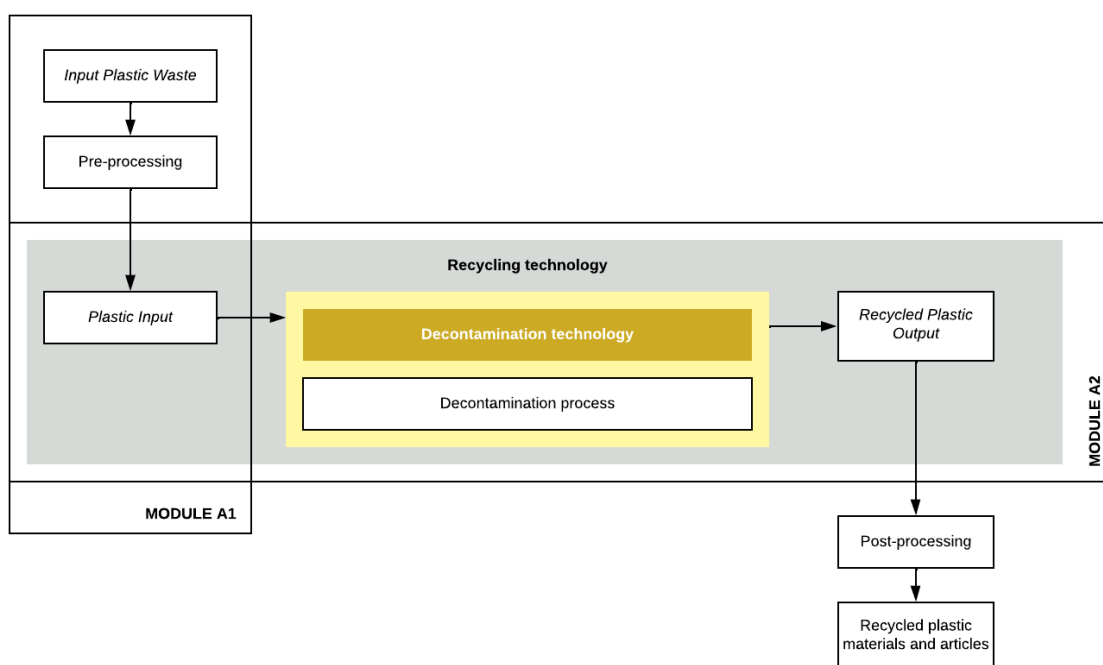 Input Plastic Waste
Pre-processing
Recycling technology
Plastic Input
Decontamination technology
Decontamination process
Recycled Plastic
Output
MODULE A2
MODULE A1
Post-processing
Recycled plastic
materials and articles